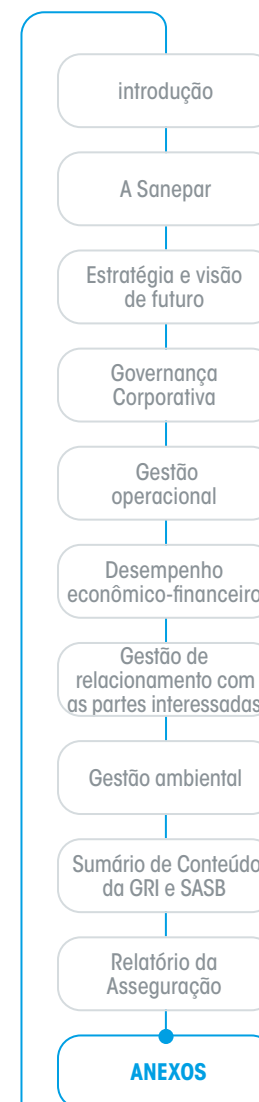 introdução
A Sanepar
Estratégia e visão
de futuro
Governança
Corporativa
Gestão
operacional
Desempenho
econômico-financeiro
Gestão de
relacionamento com
as partes interessadas
Gestão ambiental
Sumário de Conteúdo
da GRI e SASB
Relatório da
Asseguração
ANEXOS